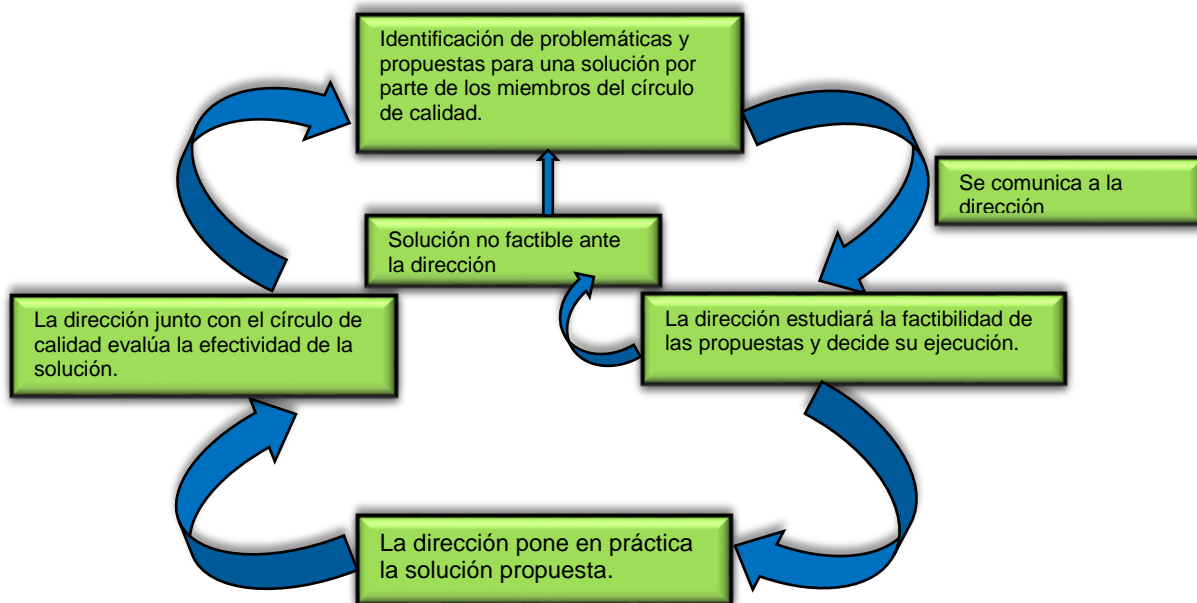 Identificación de problemáticas y
propuestas para una solución por
parte de los miembros del círculo
de calidad.
Se comunica a la
dirección
Solución no factible ante
la dirección
La dirección estudiará la factibilidad de
las propuestas y decide su ejecución.
La dirección junto con el círculo de
calidad evalúa la efectividad de la
solución.
La dirección pone en práctica
la solución propuesta.